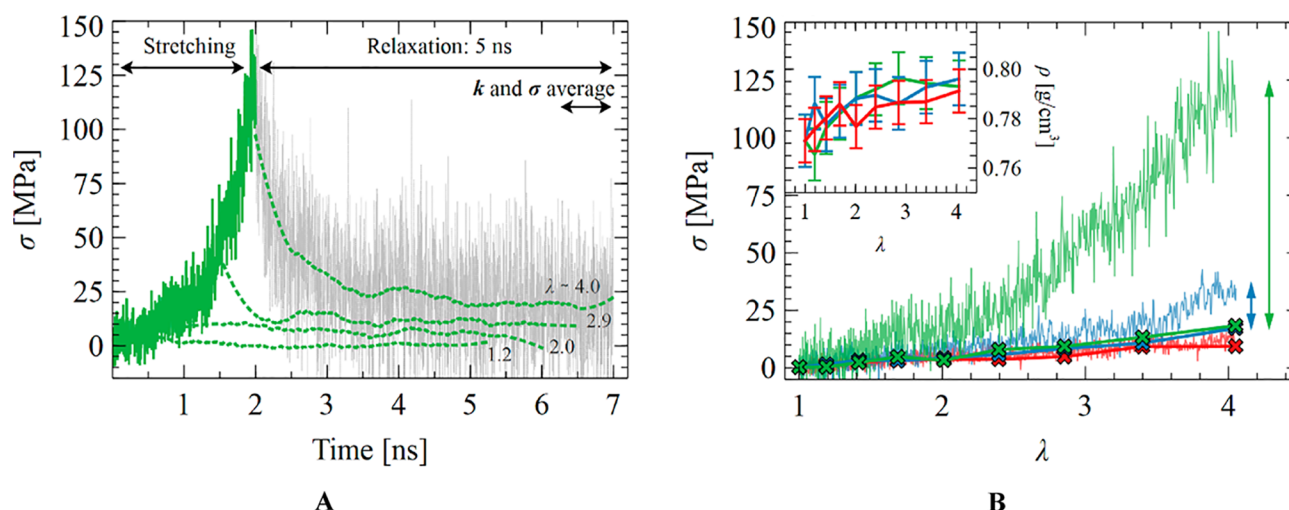 150
125
100
75
50
25
0
σ [MPa]
Stretching
Relaxation: 5 ns
k and σ average
λ ~ 4.0
2.9
2.0
1.2
1 2 3 4 5 6 7
Time [ns]
A
150
125
100
75
50
25
0
σ [MPa]
0.80
0.78
0.76
ρ [g/cm³]
1 2 3 4
λ
1 2 3 4
λ
B